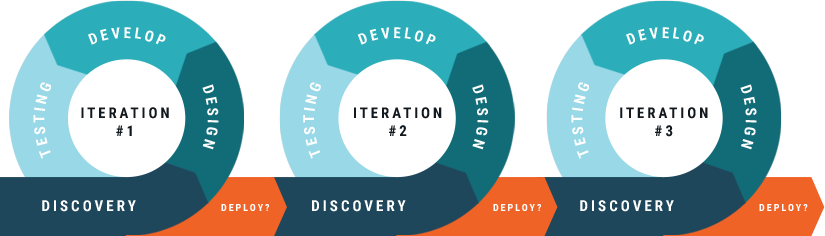 DEVELOP
TESTING
ITERATION
#1
DESIGN
DISCOVERY
DEPLOY?
DEVELOP
TESTING
ITERATION
#2
DESIGN
DISCOVERY
DEPLOY?
DEVELOP
TESTING
ITERATION
#3
DESIGN
DISCOVERY
DEPLOY?